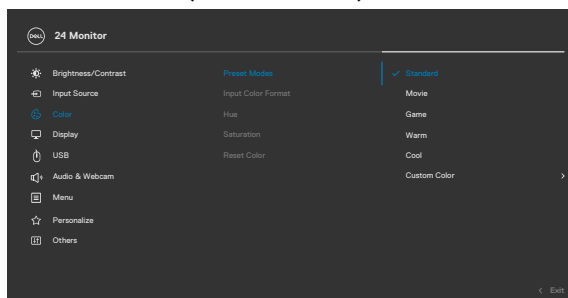 DELL 24 Monitor
Brightness/Contrast
Input Source
Color
Display
USB
Audio & Webcam
Menu
Personalize
Others
Preset Modes
Input Color Format
Hue
Saturation
Reset Color
Standard
Movie
Game
Warm
Cool
Custom Color
Exit